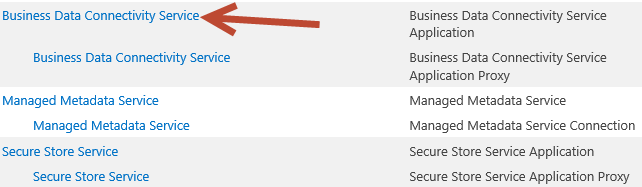 Business Data Connectivity Service
Business Data Connectivity Service
Application
Business Data Connectivity Service
Business Data Connectivity Service
Application Proxy
Managed Metadata Service
Managed Metadata Service
Managed Metadata Service
Managed Metadata Service Connection
Secure Store Service
Secure Store Service Application
Secure Store Service
Secure Store Service Application Proxy